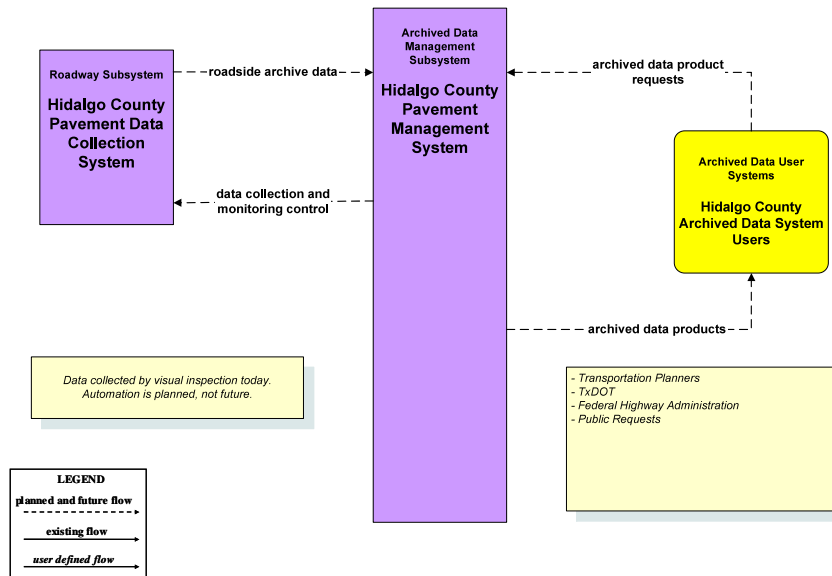 Roadway Subsystem
Hidalgo County
Pavement Data
Collection
System
roadside archive data
data collection and
monitoring control
Archived Data
Management
Subsystem
Hidalgo County
Pavement
Management
System
archived data product
requests
Archived Data User
Systems
Hidalgo County
Archived Data System
Users
archived data products
Data collected by visual inspection today.
Automation is planned, not future.
- Transportation Planners
- TxDOT
- Federal Highway Administration
- Public Requests
LEGEND
planned and future flow
existing flow
user defined flow